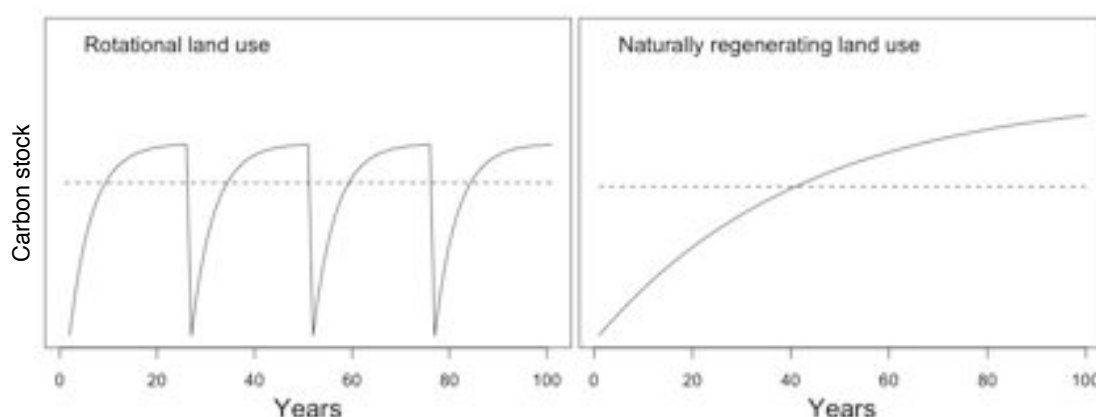 Rotational land use
Naturally regenerating land use
Carbon stock
0 20 40 60 80 100
0 20 40 60 80 100
Years
Years